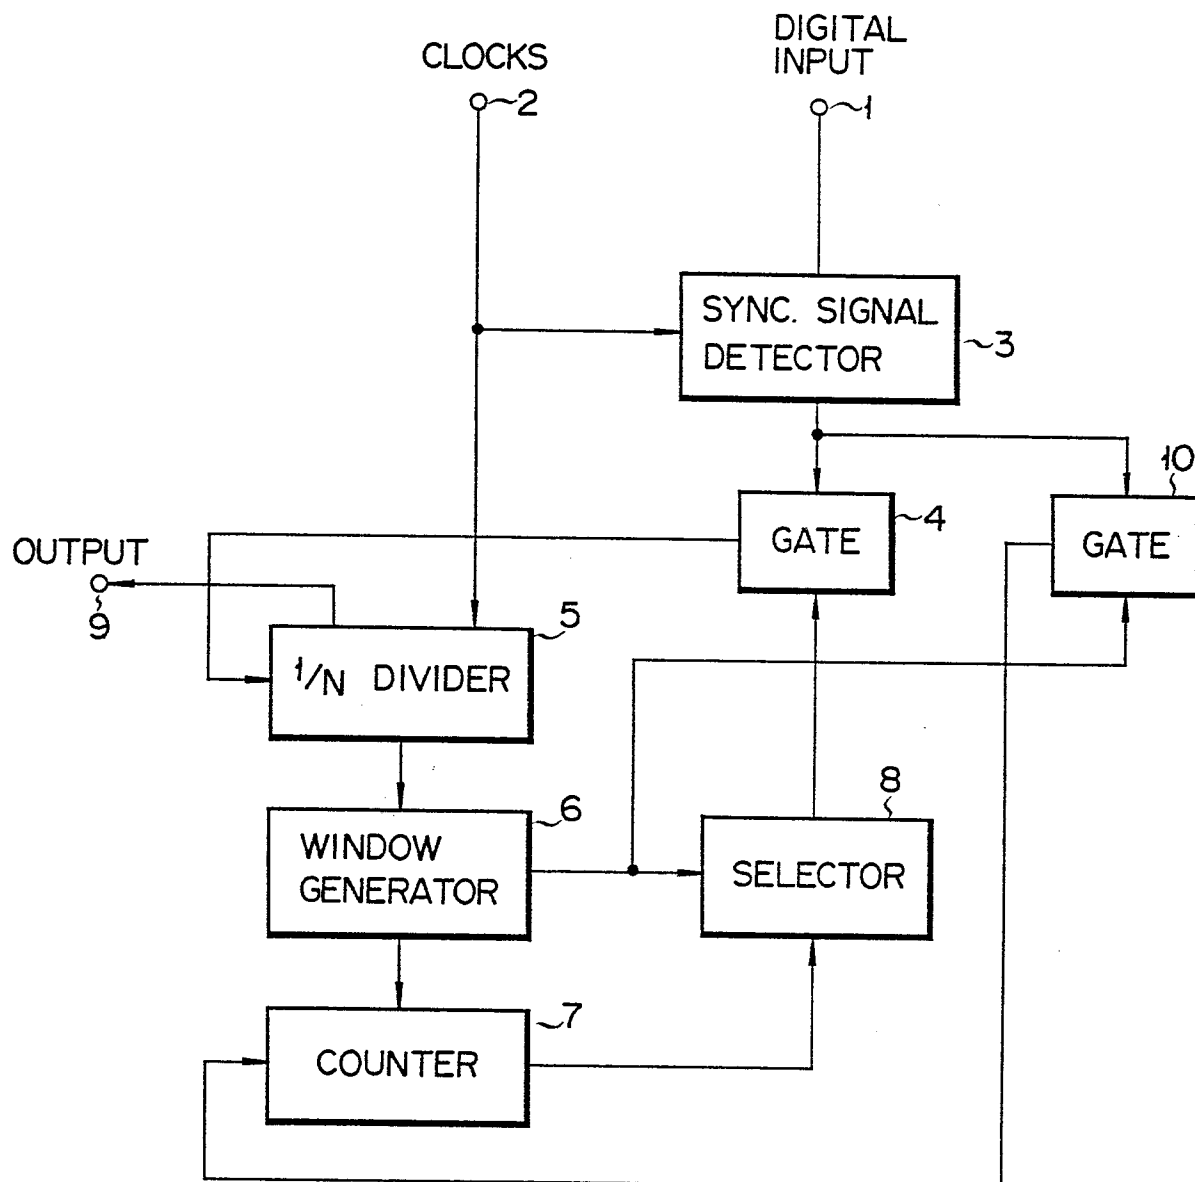 CLOCKS
2
DIGITAL
INPUT
1
SYNC. SIGNAL
DETECTOR
3
10
GATE
4
GATE
OUTPUT
9
5
1/N DIVIDER
6
WINDOW
GENERATOR
8
SELECTOR
7
COUNTER